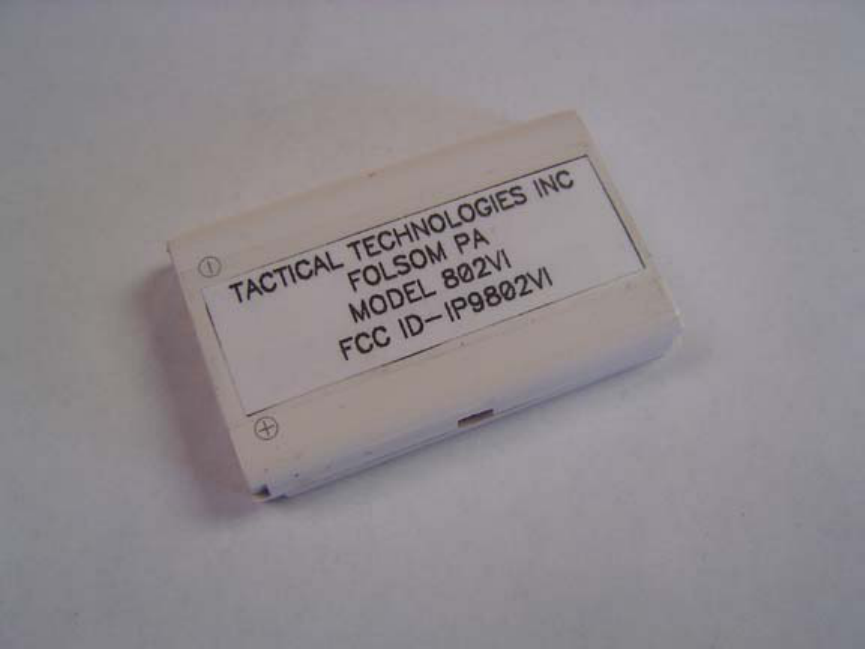 TACTICAL TECHNOLOGIES INC
FOLSOM PA
MODEL 802VI
FCC ID-IP9802VI